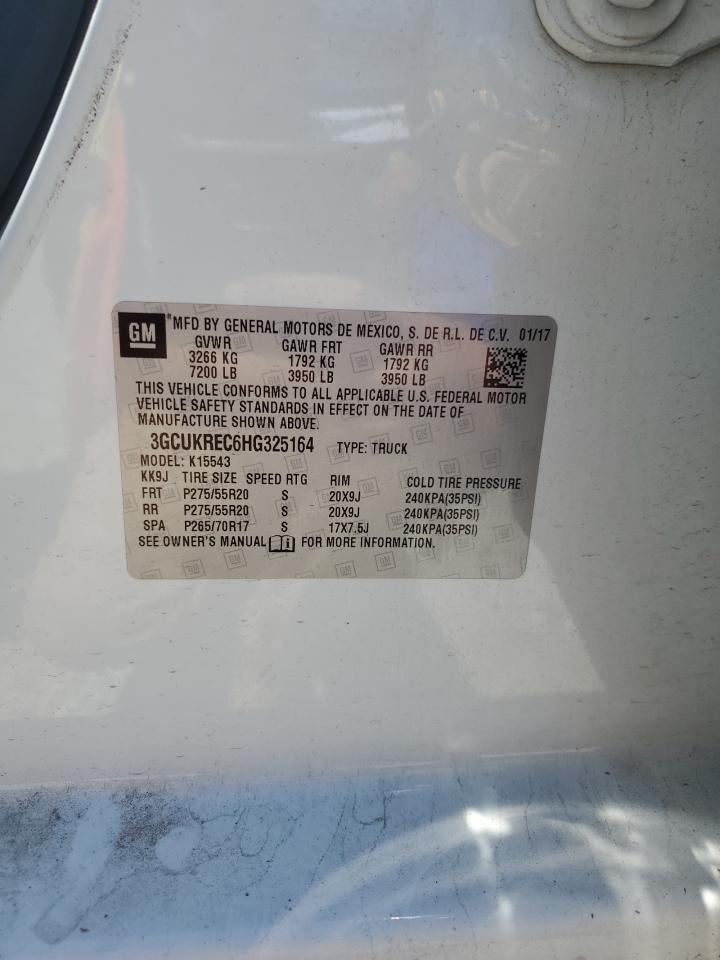 GM *MFD BY GENERAL MOTORS DE MEXICO, S. DE R.L. DE C.V. 01/17
GVWR GAWR FRT GAWR RR
3266 KG 1792 KG 1792 KG
7200 LB 3950 LB 3950 LB
THIS VEHICLE CONFORMS TO ALL APPLICABLE U.S. FEDERAL MOTOR
VEHICLE SAFETY STANDARDS IN EFFECT ON THE DATE OF
MANUFACTURE SHOWN ABOVE.
3GCUKREC6HG325164 TYPE: TRUCK
MODEL: K15543
KK9J TIRE SIZE SPEED RTG RIM COLD TIRE PRESSURE
FRT P275/55R20 S 20X9J 240KPA(35PSI)
RR P275/55R20 S 20X9J 240KPA(35PSI)
SPA P265/70R17 S 17X7.5J 240KPA(35PSI)
SEE OWNER'S MANUAL i FOR MORE INFORMATION.